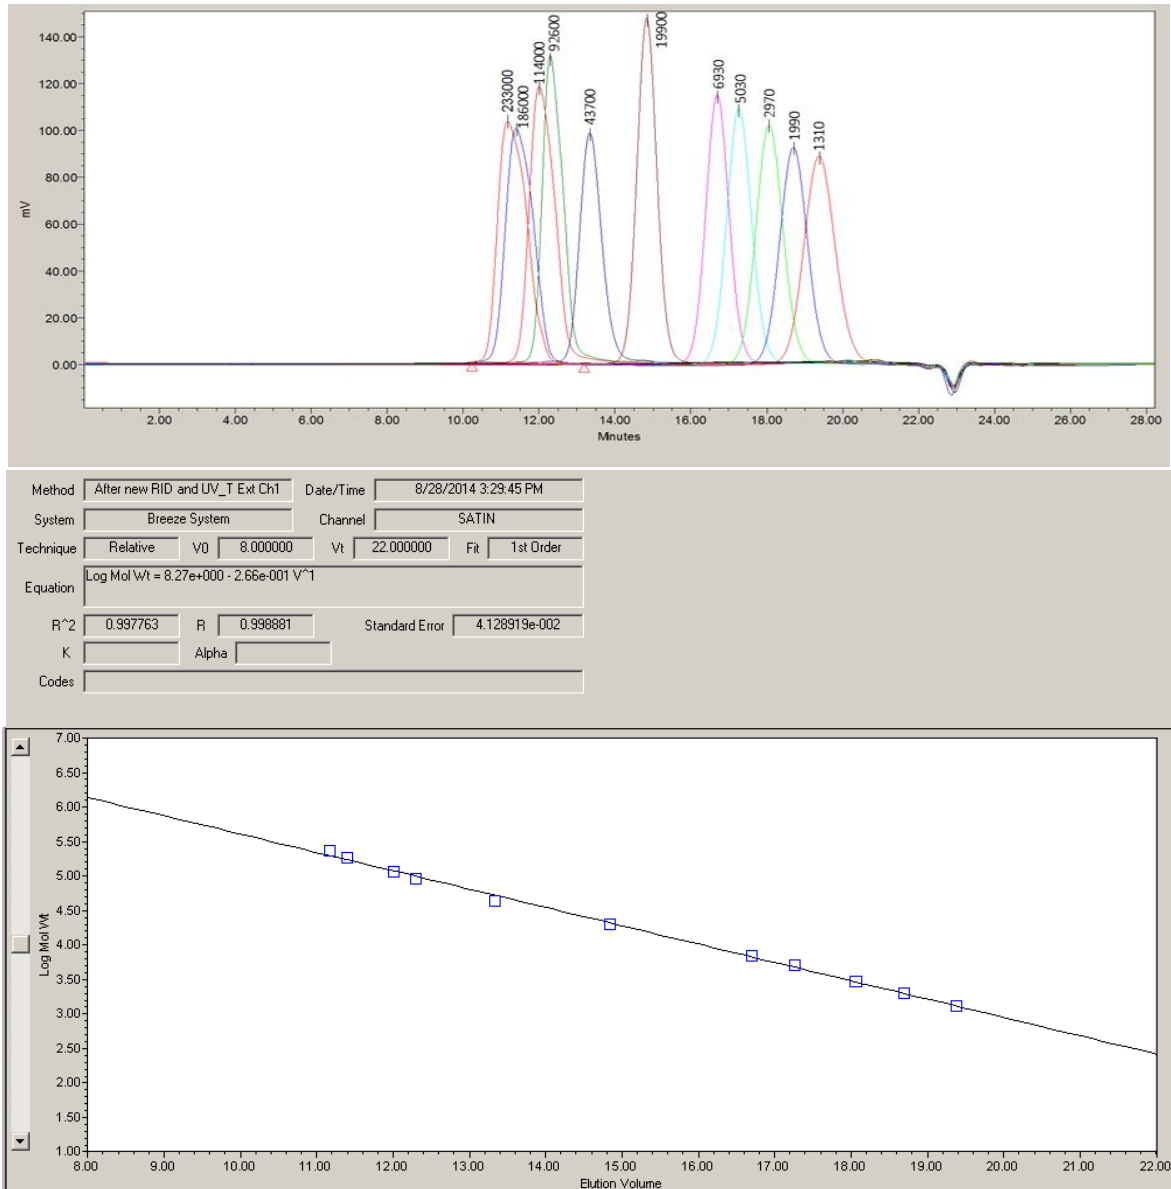 140.00
120.00
100.00
80.00
60.00
40.00
20.00
0.00
mV
233000
186000
114000
92600
43700
19900
6930
5030
2970
1990
1310
2.00 4.00 6.00 8.00 10.00 12.00 14.00 16.00 18.00 20.00 22.00 24.00 26.00 28.00
Minutes
Method After new RID and UV_T Ext Ch1 Date/Time 8/28/2014 3:29:45 PM
System Breeze System Channel SATIN
Technique Relative V0 8.000000 Vt 22.000000 Fit 1st Order
Equation Log Mol Wt = 8.27e+000 - 2.66e-001 V^1
R^2 0.997763 R 0.998881 Standard Error 4.128919e-002
K Alpha
Codes
7.00
6.50
6.00
5.50
5.00
4.50
4.00
3.50
3.00
2.50
2.00
1.50
1.00
Log Mol Wt
8.00 9.00 10.00 11.00 12.00 13.00 14.00 15.00 16.00 17.00 18.00 19.00 20.00 21.00 22.00
Elution Volume